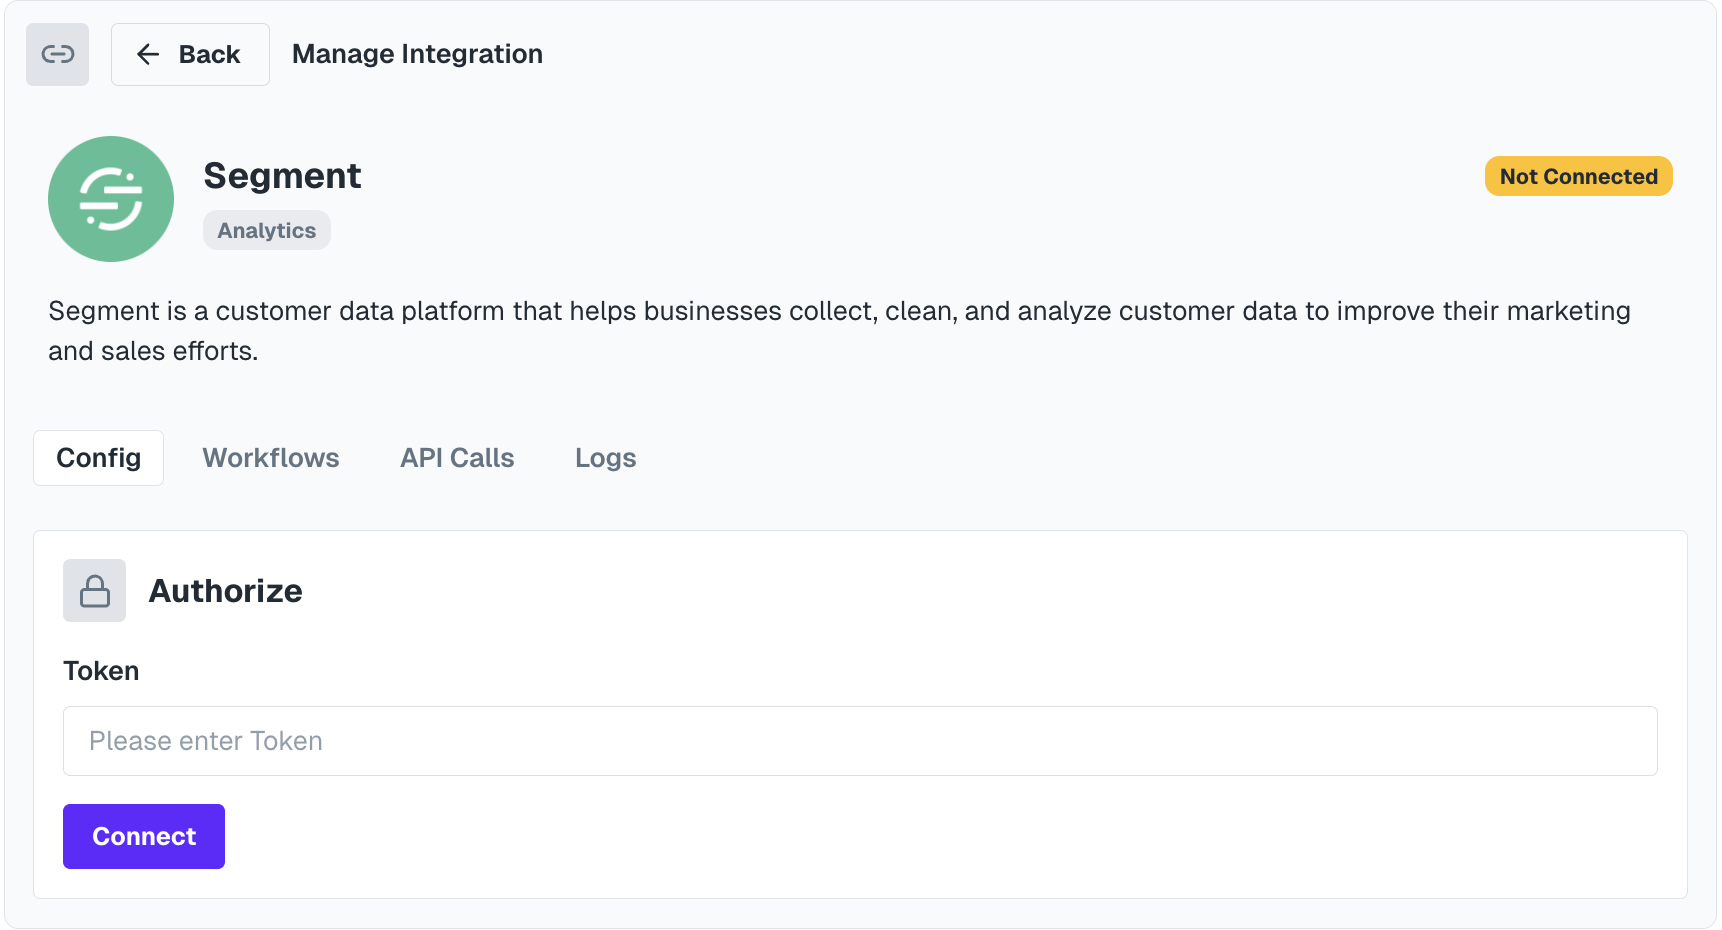 Back
Manage Integration
Segment
Not Connected
Analytics
Segment is a customer data platform that helps businesses collect, clean, and analyze customer data to improve their marketing
and sales efforts.
Config
Workflows
API Calls
Logs
Authorize
Token
Please enter Token
Connect